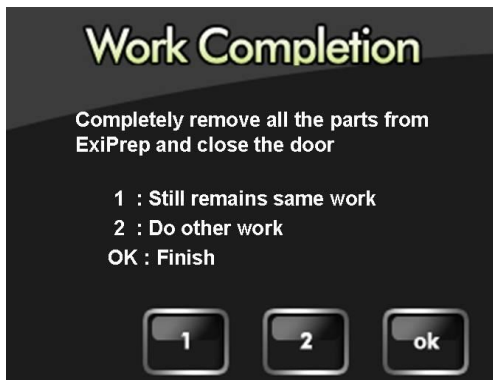 Work Completion
Completely remove all the parts from
ExiPrep and close the door
1 : Still remains same work
2 : Do other work
OK : Finish
1 2 ok